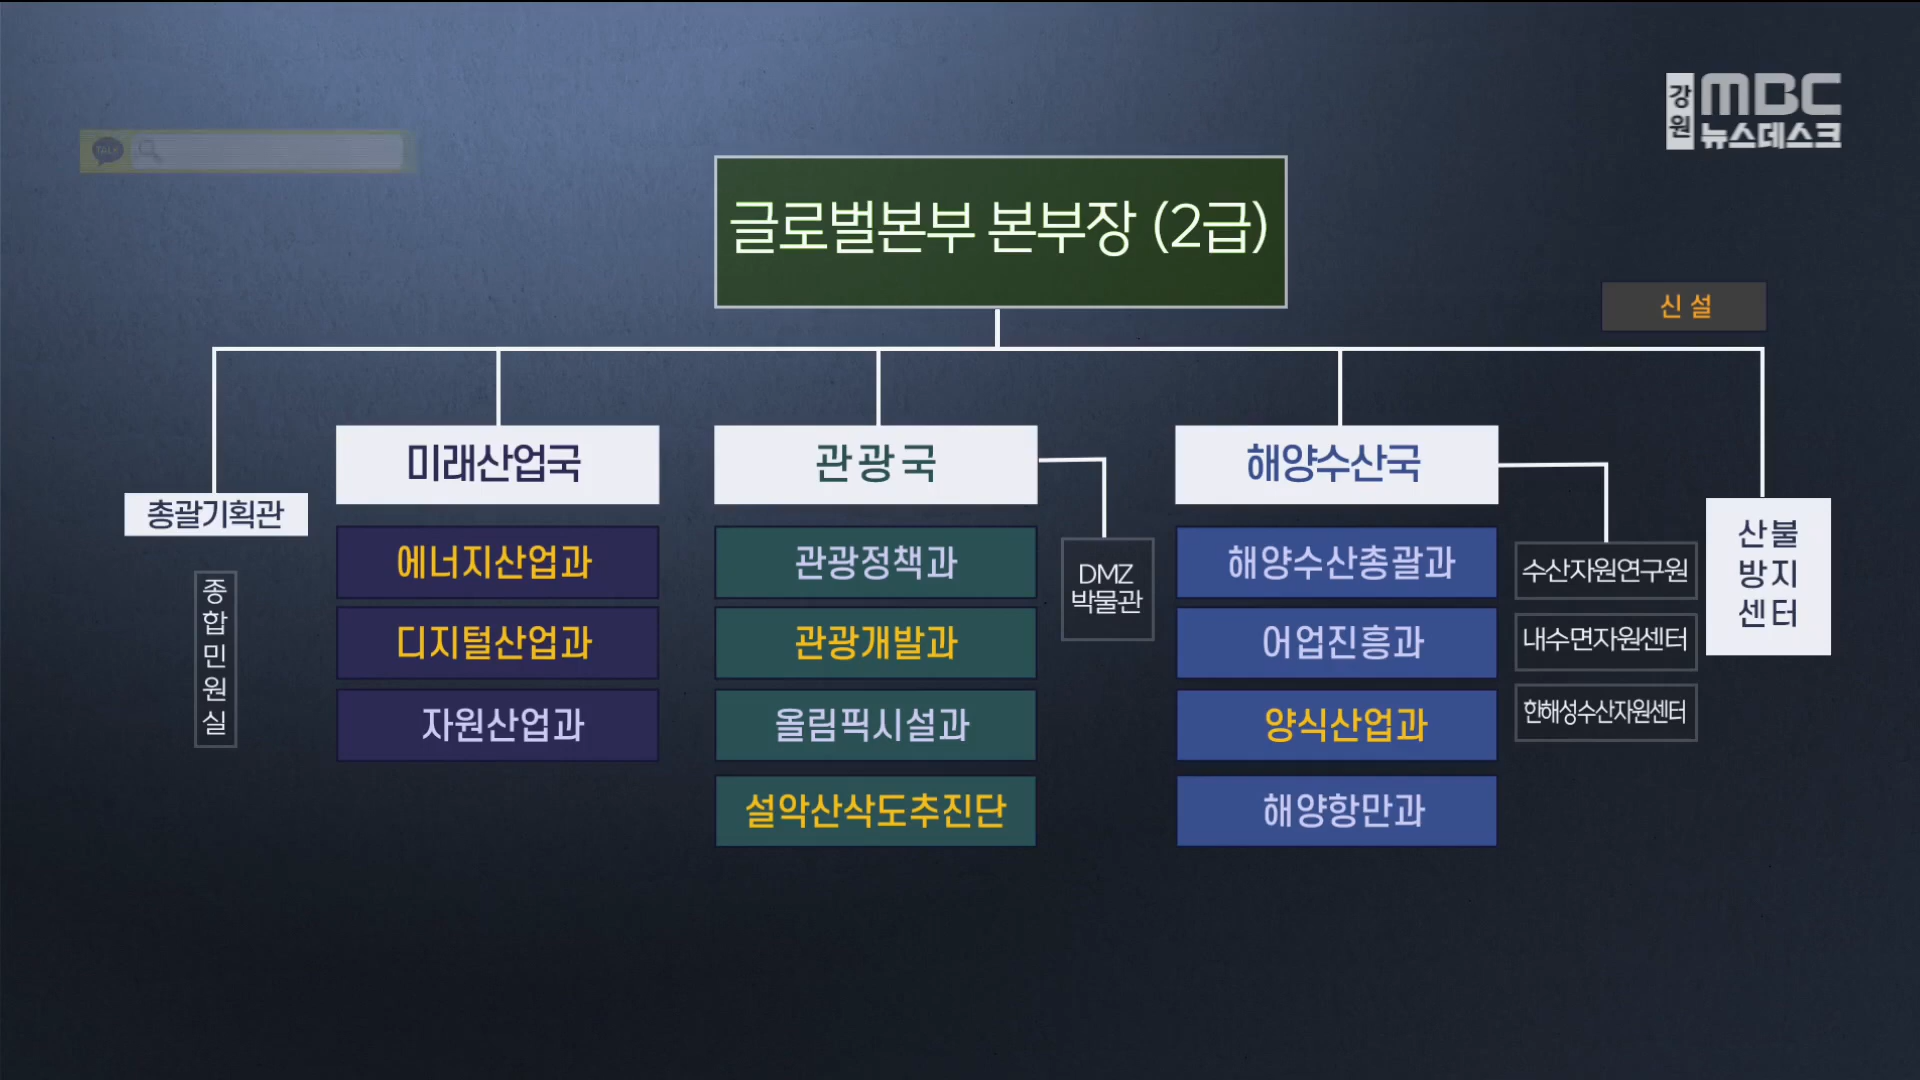 강원
MBC
뉴스데스크
TALK
글로벌본부 본부장 (2급)
신 설
총괄기획관
종합민원실
미래산업국
에너지산업과
디지털산업과
자원산업과
관 광 국
관광정책과
관광개발과
올림픽시설과
설악산삭도추진단
DMZ
박물관
해양수산국
해양수산총괄과
어업진흥과
양식산업과
해양항만과
수산자원연구원
내수면자원센터
한해성수산자원센터
산불
방지
센터